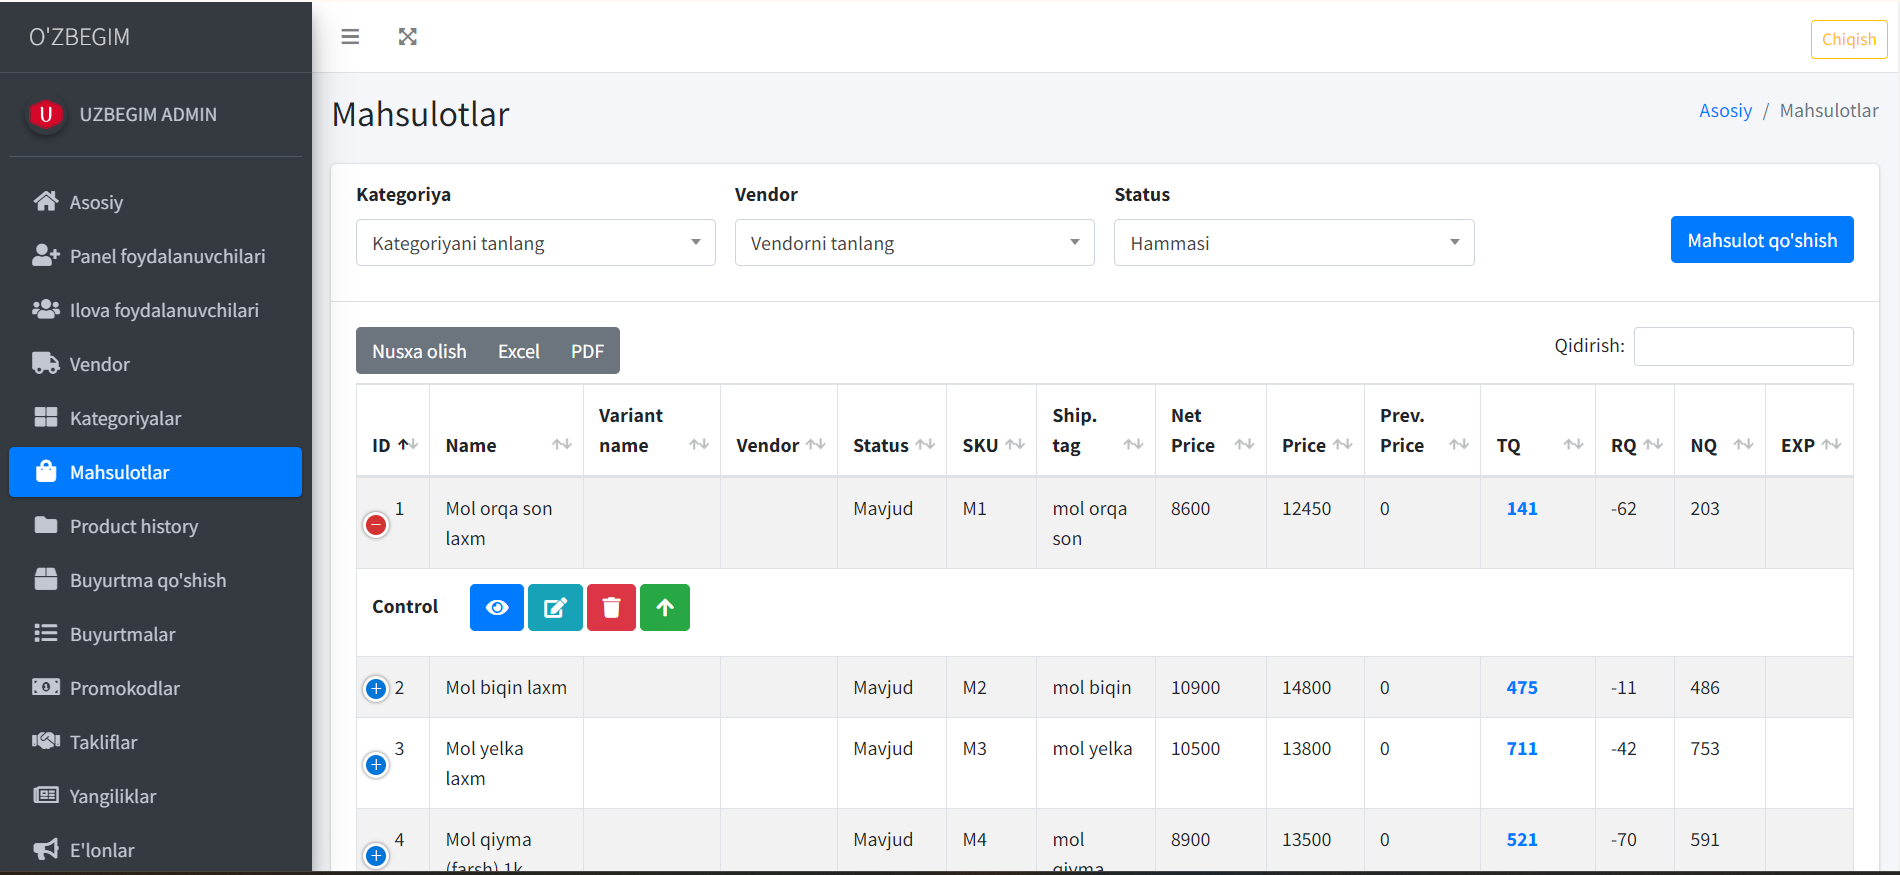 O'ZBEGIM
Chiqish
U
UZBEGIM ADMIN
Asosiy
Panel foydalanuvchilari
Ilova foydalanuvchilari
Vendor
Kategoriyalar
Mahsulotlar
Product history
Buyurtma qo'shish
Buyurtmalar
Promokodlar
Takliflar
Yangiliklar
E'lonlar
Mahsulotlar
Asosiy / Mahsulotlar
Kategoriya Vendor Status
Kategoriyani tanlang Vendorni tanlang Hammasi Mahsulot qo'shish
Nusxa olish Excel PDF Qidirish:
ID Name Variant name Vendor Status SKU Ship. tag Net Price Price Prev. Price TQ RQ NQ EXP
1 Mol orqa son laxm Mavjud M1 mol orqa son 8600 12450 0 141 -62 203
Control
2 Mol biqin laxm Mavjud M2 mol biqin 10900 14800 0 475 -11 486
3 Mol yelka laxm Mavjud M3 mol yelka 10500 13800 0 711 -42 753
4 Mol qiyma (farsh) 1k Mavjud M4 mol qiyma 8900 13500 0 521 -70 591